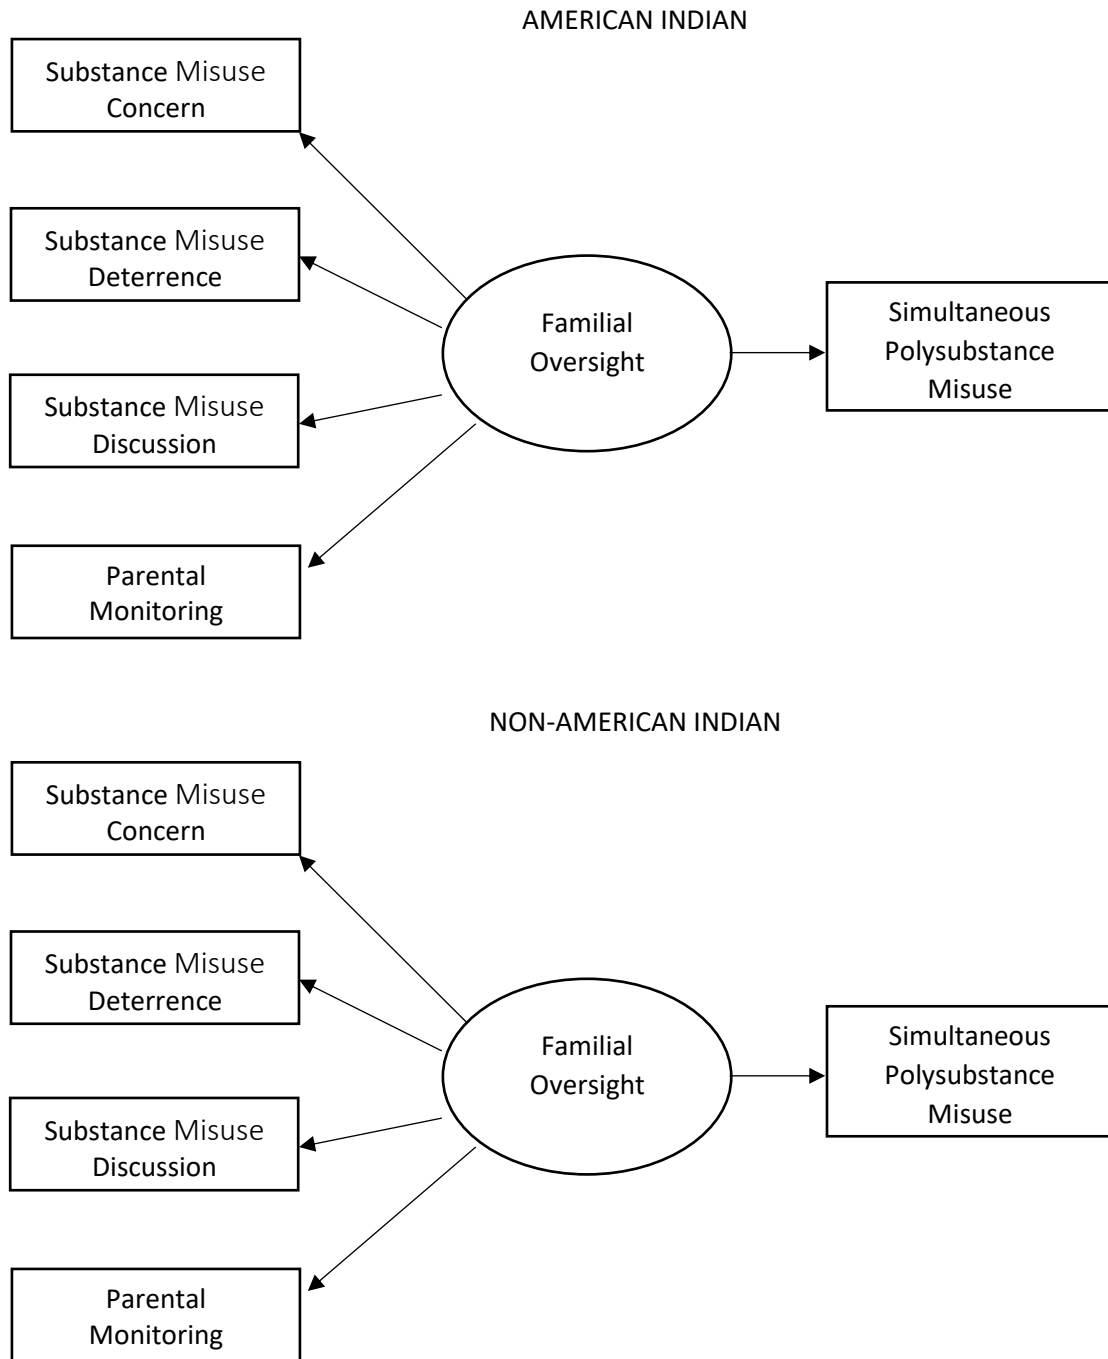 AMERICAN INDIAN
Substance Misuse
Concern
Substance Misuse
Deterrence
Substance Misuse
Discussion
Parental
Monitoring
Familial
Oversight
Simultaneous
Polysubstance
Misuse
NON-AMERICAN INDIAN
Substance Misuse
Concern
Substance Misuse
Deterrence
Substance Misuse
Discussion
Parental
Monitoring
Familial
Oversight
Simultaneous
Polysubstance
Misuse